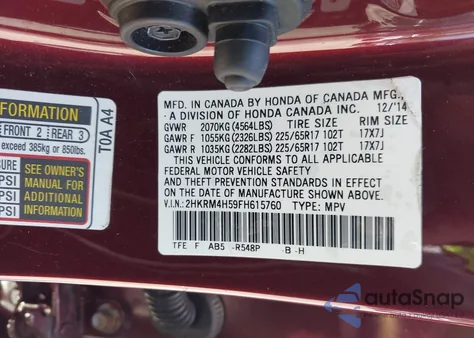 FORMATION
FRONT 2 REAR 3
exceed 385kg or 850lbs.
T0A A4
PSI
PSI
PSI
SEE OWNER'S
MANUAL FOR
ADDITIONAL
INFORMATION
MFD. IN CANADA BY HONDA OF CANADA MFG.,
A DIVISION OF HONDA CANADA INC. 12/'14
GVWR 2070KG (4564LBS) TIRE SIZE RIM SIZE
GAWR F 1055KG (2326LBS) 225/65R17 102T 17X7J
GAWR R 1035KG (2282LBS) 225/65R17 102T 17X7J
THIS VEHICLE CONFORMS TO ALL APPLICABLE
FEDERAL MOTOR VEHICLE SAFETY
AND THEFT PREVENTION STANDARDS IN EFFECT
ON THE DATE OF MANUFACTURE SHOWN ABOVE.
V.I.N: 2HKRM4H59FH615760 TYPE: MPV
TFE F AB5 -R548P -B -H
autaSnap